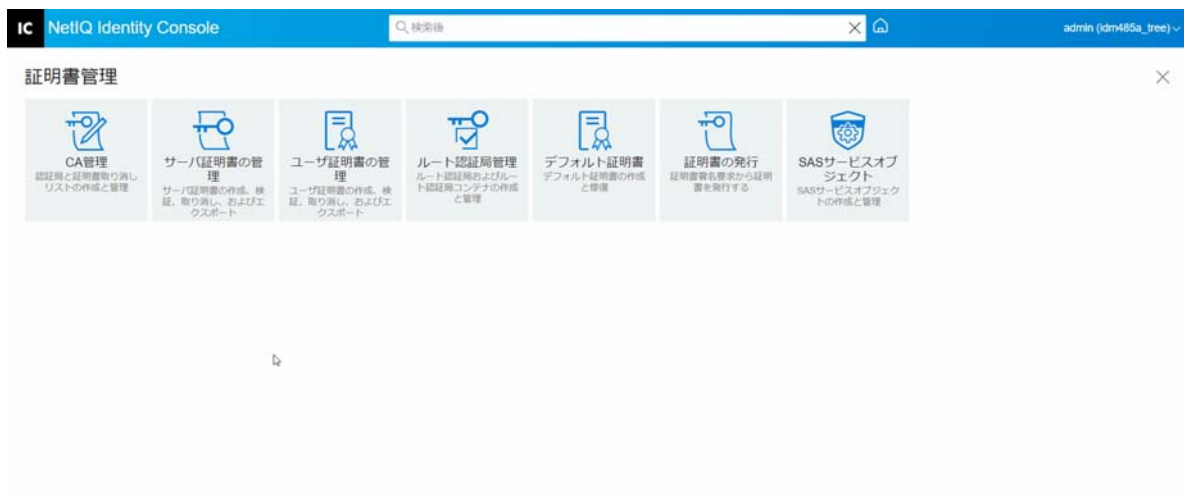 IC NetIQ Identity Console
検索後
admin (idm485a_tree)
証明書管理
CA管理
認証局と証明書取り消し
リストの作成と管理
サーバ証明書の管
理
サーバ証明書の作成、検
証、取り消し、およびエ
クスポート
ユーザ証明書の管
理
ユーザ証明書の作成、検
証、取り消し、およびエ
クスポート
ルート認証局管理
ルート認証局およびルー
ト認証局コンテナの作成
と管理
デフォルト証明書
デフォルト証明書の作成
と修復
証明書の発行
証明書署名要求から証明
書を発行する
SASサービスオブ
ジェクト
SASサービスオブジェク
トの作成と管理